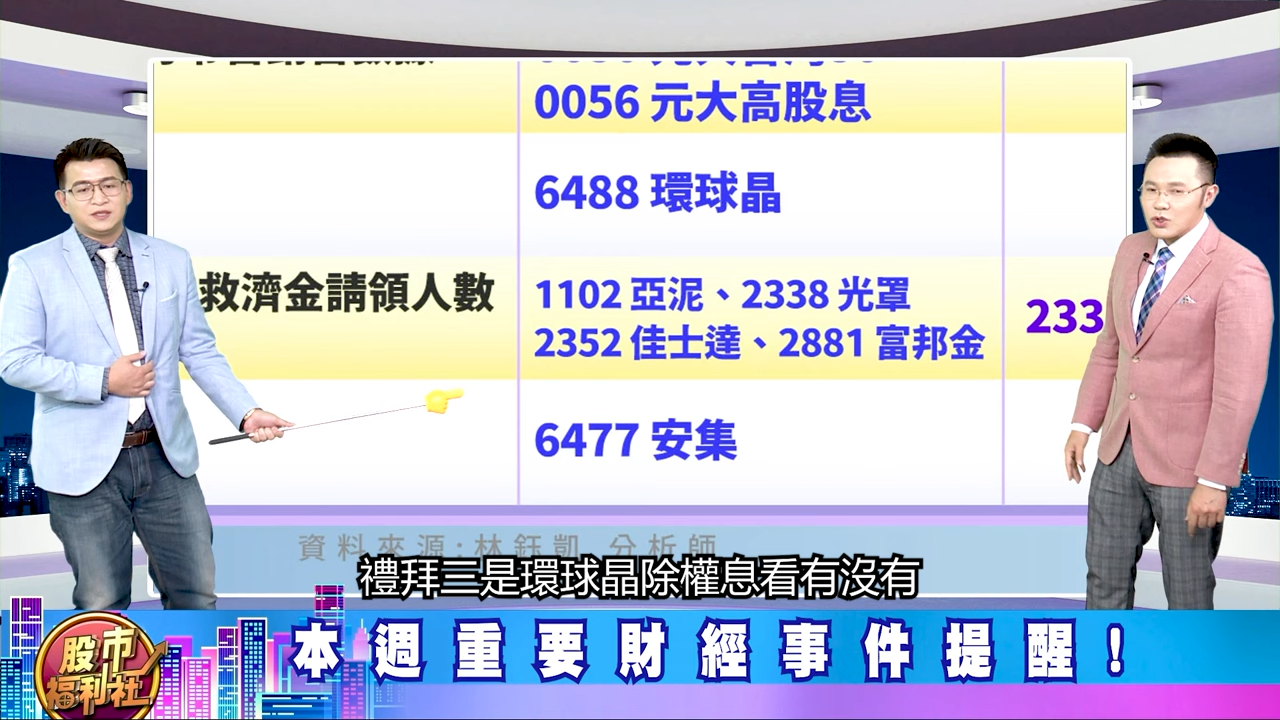 0056 元大高股息
6488 環球晶
救濟金請領人數
1102 亞泥、2338 光罩
2352 佳士達、2881 富邦金
233
6477 安集
資料來源:林鈺凱 分析師
禮拜三是環球晶除權息看有沒有
本週重要財經事件提醒!
股市
福利社